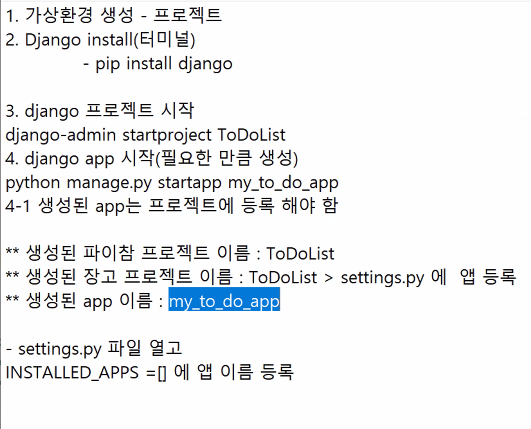 1. 가상환경 생성 - 프로젝트
2. Django install(터미널)
- pip install django
3. django 프로젝트 시작
django-admin startproject ToDoList
4. django app 시작(필요한 만큼 생성)
python manage.py startapp my_to_do_app
4-1 생성된 app는 프로젝트에 등록 해야 함
** 생성된 파이참 프로젝트 이름 : ToDoList
** 생성된 장고 프로젝트 이름 : ToDoList > settings.py 에 앱 등록
** 생성된 app 이름 : my_to_do_app
- settings.py 파일 열고
INSTALLED_APPS =[] 에 앱 이름 등록